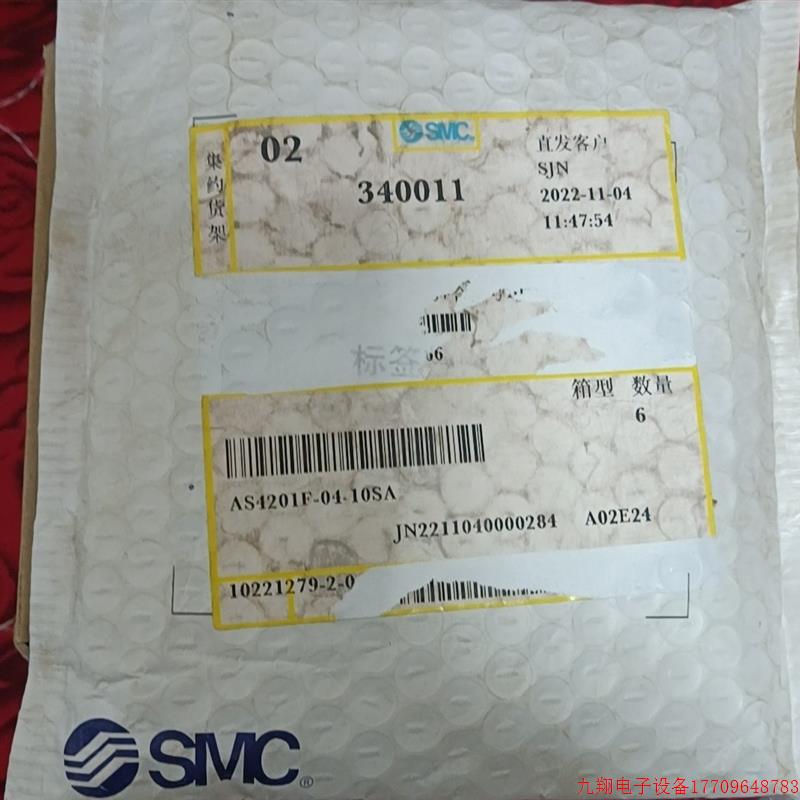 集约货架
02
SMC
340011
直发客户
SJN
2022-11-04
11:47:54
标签
06
箱型 数量
6
AS4201F-04-10SA
JN2211040000284 A02E24
10221279-2-0
SMC®
九翔电子设备17709648783